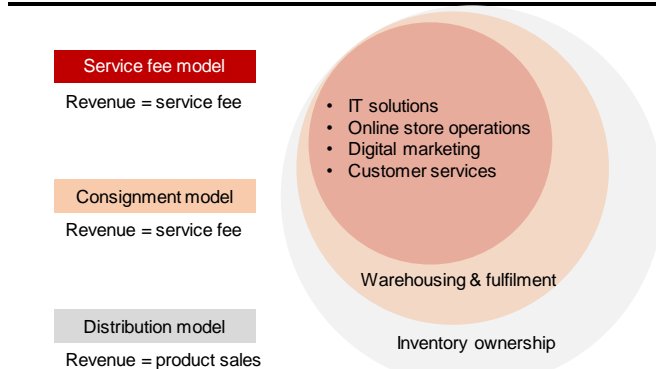 Service fee model
Revenue = service fee
• IT solutions
• Online store operations
• Digital marketing
• Customer services
Consignment model
Revenue = service fee
Warehousing & fulfilment
Distribution model
Inventory ownership
Revenue = product sales